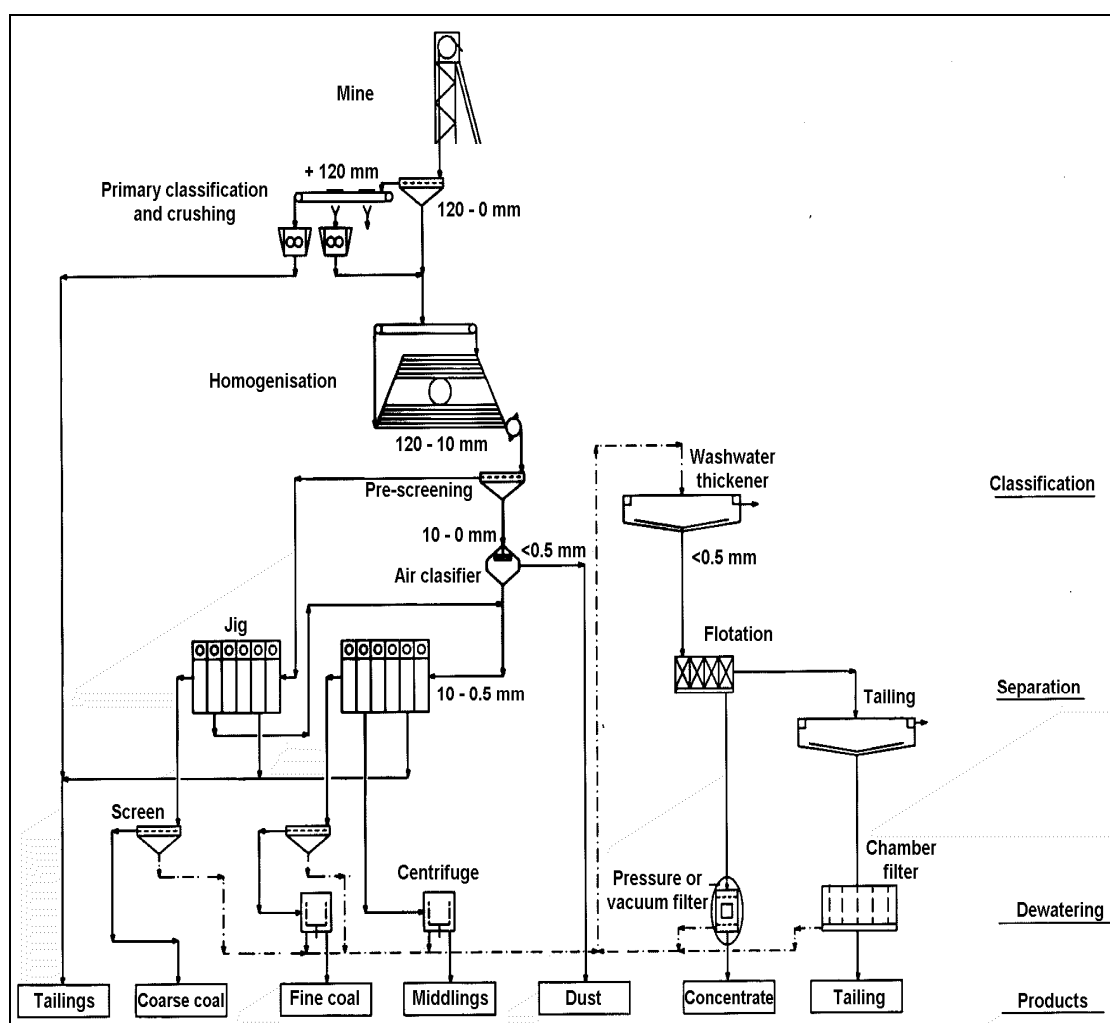 Mine
+ 120 mm
Primary classification
and crushing
120 - 0 mm
Homogenisation
120 - 10 mm
Washwater
thickener
Classification
Pre-screening
10 - 0 mm
<0.5 mm
<0.5 mm
Air clasifier
Jig
Flotation
10 - 0.5 mm
Tailing
Separation
Screen
Centrifuge
Pressure or
vacuum filter
Chamber
filter
Dewatering
Tailings
Coarse coal
Fine coal
Middlings
Dust
Concentrate
Tailing
Products